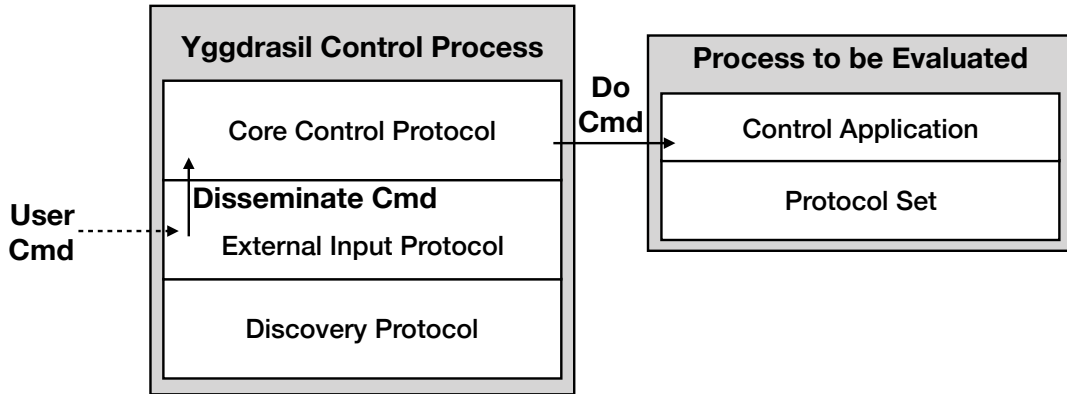 Yggdrasil Control Process
Core Control Protocol
Disseminate Cmd
External Input Protocol
Discovery Protocol
User
Cmd
Do
Cmd
Process to be Evaluated
Control Application
Protocol Set